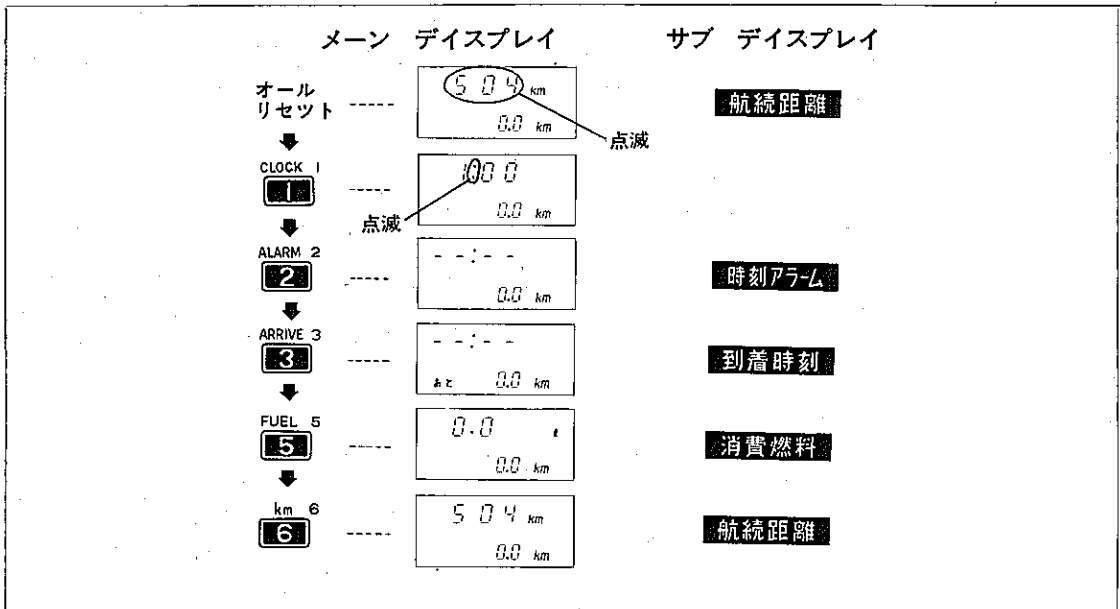 メーン デイスプレイ サブ デイスプレイ
オール
リセット
504 km
0.0 km
点滅
航続距離
CLOCK 1
1
1:00
0.0 km
点滅
ALARM 2
2
--:--
0.0 km
時刻アラーム
ARRIVE 3
3
--:--
あと 0.0 km
到着時刻
FUEL 5
5
0.0 ℓ
0.0 km
消費燃料
km 6
6
504 km
0.0 km
航続距離